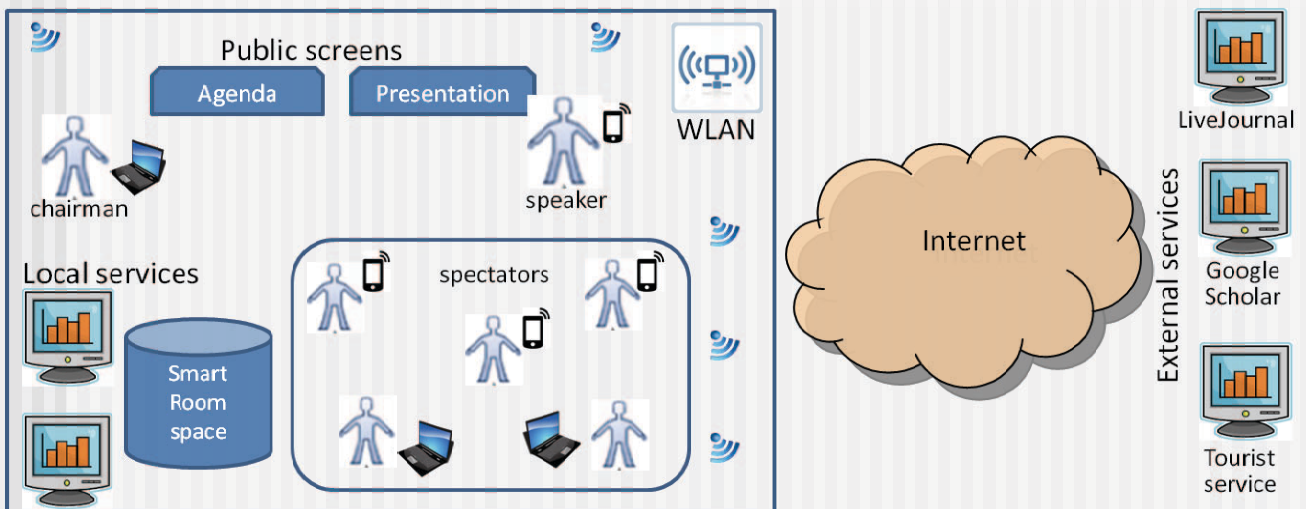 Public screens
Agenda
Presentation
WLAN
chairman
speaker
Local services
spectators
Smart
Room
space
Internet
External services
LiveJournal
Google
Scholar
Tourist
service